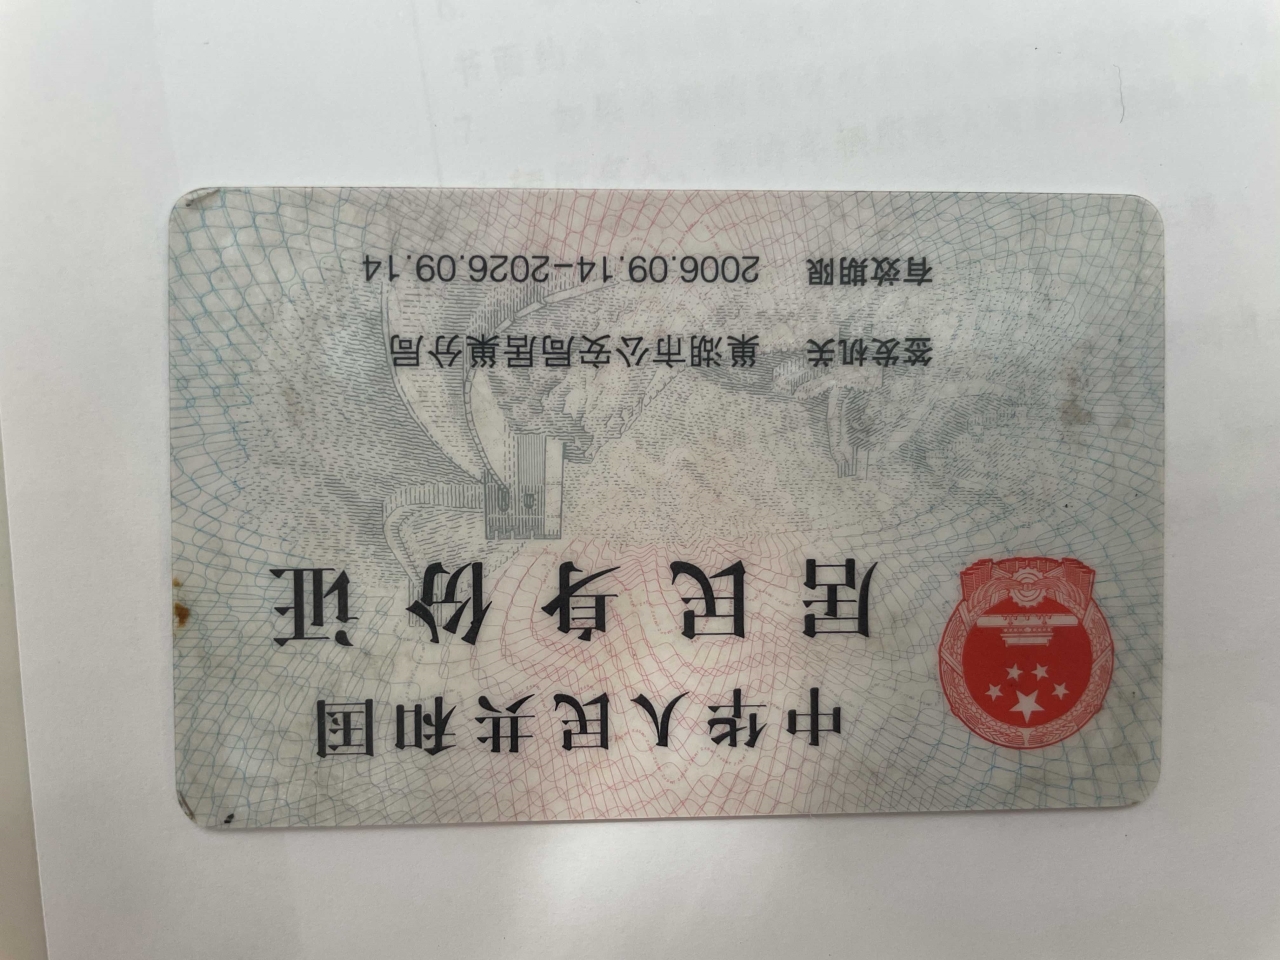 中华人民共和国
居民身份证
签发机关 巢湖市公安局居巢分局
有效期限 2006.09.14-2026.09.14